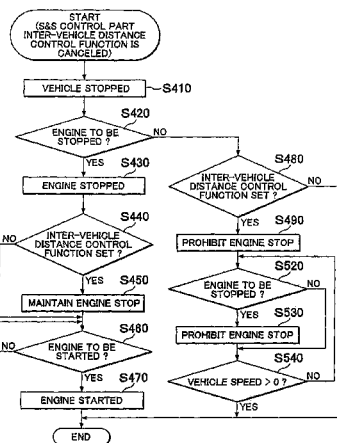 START
(S&S CONTROL PART
INTER-VEHICLE DISTANCE
CONTROL FUNCTION IS
CANCELED)
VEHICLE STOPPED
S410
S420
ENGINE TO BE
STOPPED ?
NO
YES
S430
ENGINE STOPPED
S440
INTER-VEHICLE
DISTANCE CONTROL
FUNCTION SET ?
NO
YES
S450
MAINTAIN ENGINE STOP
S460
ENGINE TO BE
STARTED ?
NO
YES
S470
ENGINE STARTED
END
S480
INTER-VEHICLE
DISTANCE CONTROL
FUNCTION SET ?
NO
YES
S490
PROHIBIT ENGINE STOP
S520
ENGINE TO BE
STOPPED ?
NO
YES
S530
PROHIBIT ENGINE STOP
S540
VEHICLE SPEED > 0 ?
NO
YES